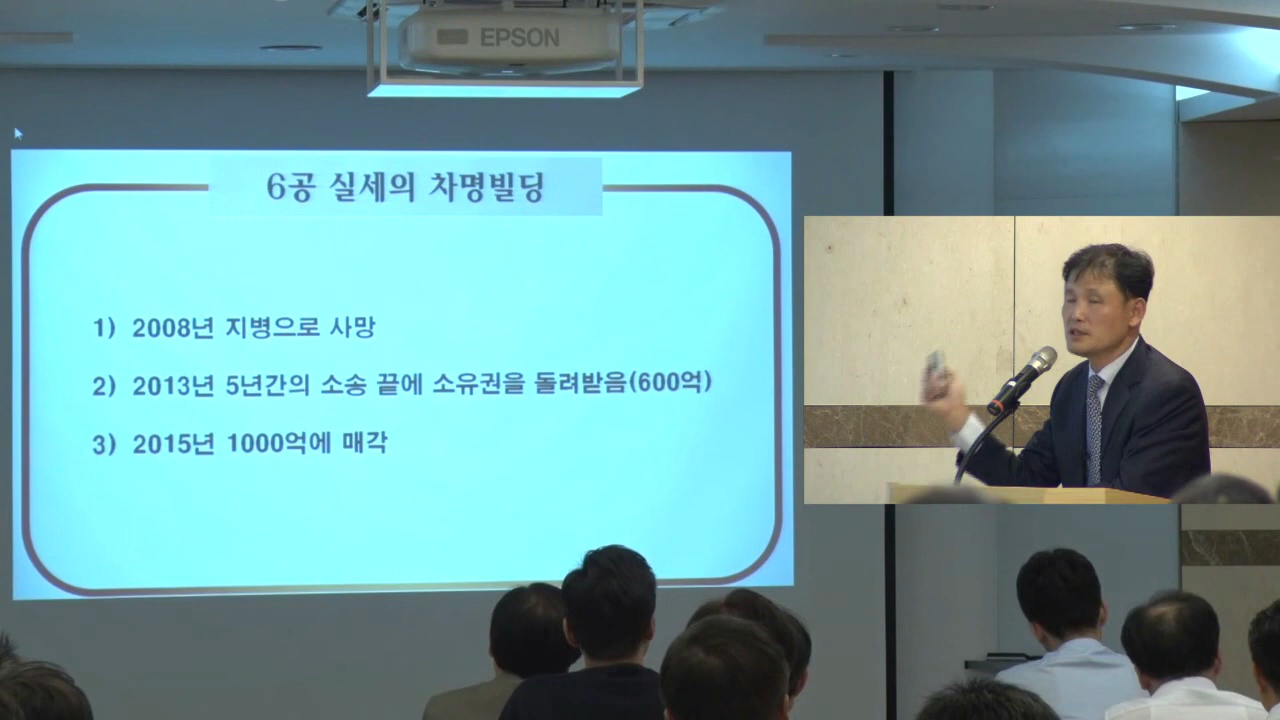 EPSON
6공 실세의 차명빌딩
1) 2008년 지병으로 사망
2) 2013년 5년간의 소송 끝에 소유권을 돌려받음(600억)
3) 2015년 1000억에 매각